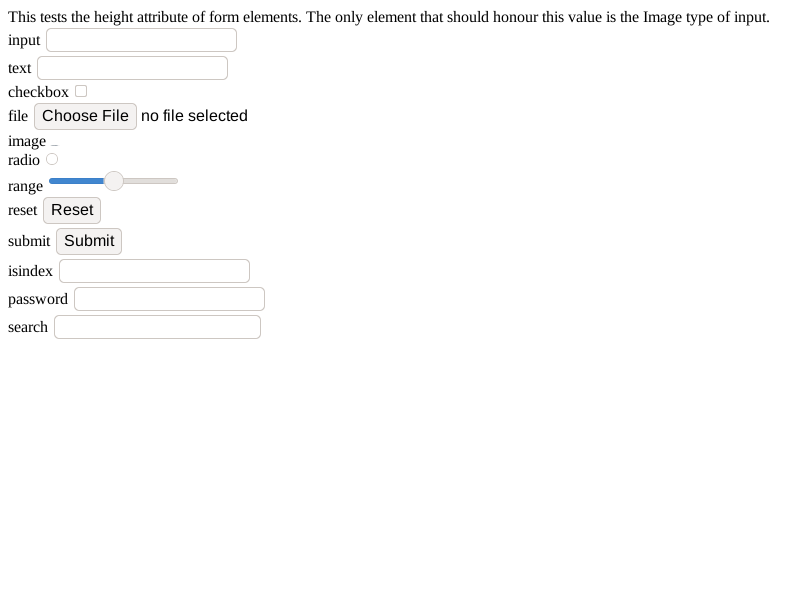 This tests the height attribute of form elements. The only element that should honour this value is the Image type of input.
input
text
checkbox
file Choose File no file selected
image
radio
range
reset Reset
submit Submit
isindex
password
search